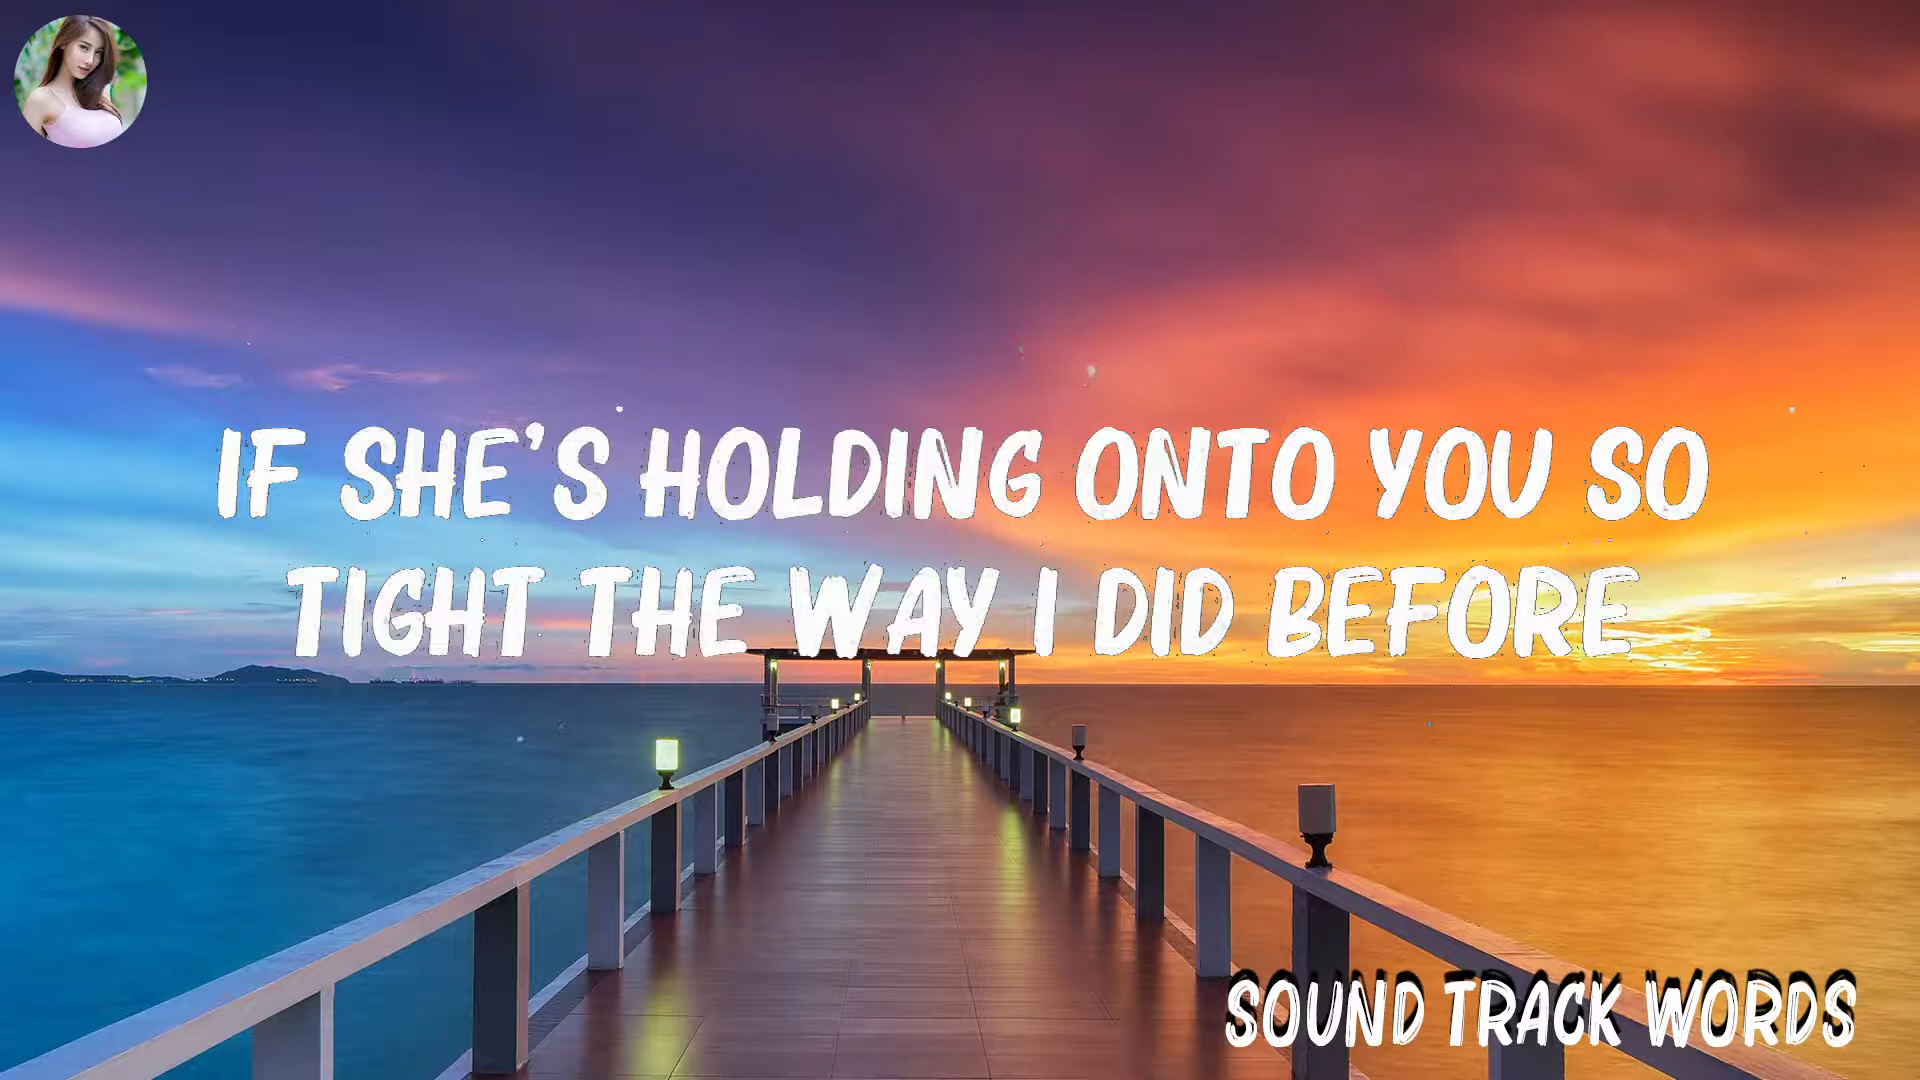 IF SHE'S HOLDING ONTO YOU SO
TIGHT THE WAY I DID BEFORE
SOUND TRACK WORDS